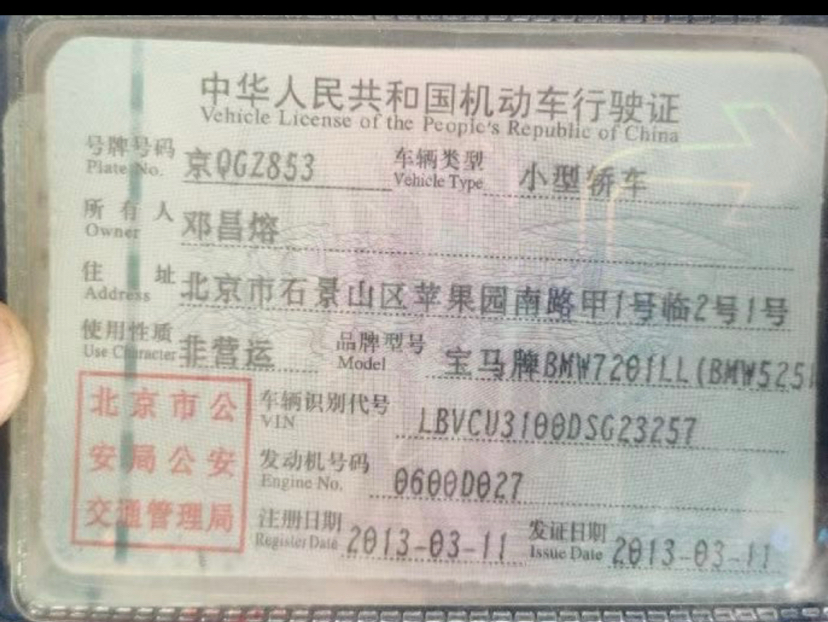 中华人民共和国机动车行驶证
Vehicle License of the People's Republic of China
号牌号码 京QGZ853 车辆类型 小型轿车
Plate No. Vehicle Type
所有人 邓昌熔
Owner
住址 北京市石景山区苹果园南路甲1号临2号1号
Address
使用性质 非营运 品牌型号 宝马牌BMW7201LL(BMW525
Use Character Model
北京市公
安局公安
交通管理局
车辆识别代号 LBVCU3100DSG23257
VIN
发动机号码 0600D027
Engine No.
注册日期 2013-03-11 发证日期 2013-03-11
Register Date Issue Date